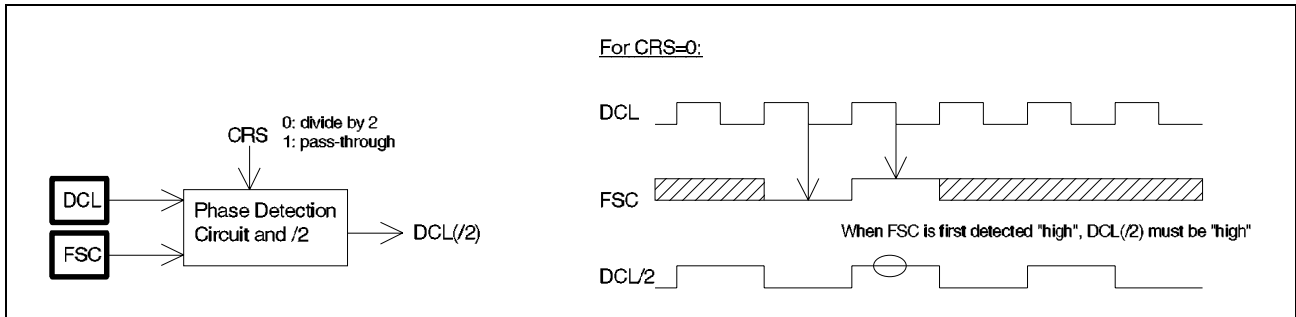 For CRS=0:
DCL
CRS
0: divide by 2
1: pass-through
DCL
FSC
Phase Detection
Circuit and /2
DCL(/2)
FSC
When FSC is first detected "high", DCL(/2) must be "high"
DCL/2